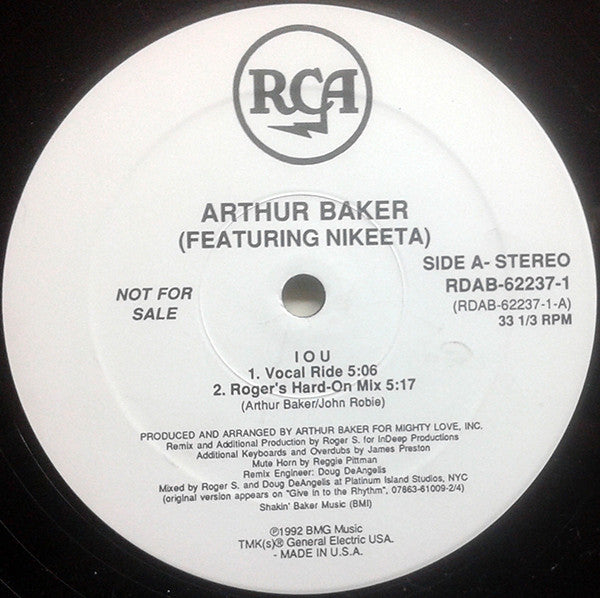 RCA
ARTHUR BAKER
(FEATURING NIKEETA)
SIDE A- STEREO
RDAB-62237-1
(RDAB-62237-1-A)
33 1/3 RPM
NOT FOR
SALE
I O U
1. Vocal Ride 5:06
2. Roger's Hard-On Mix 5:17
(Arthur Baker/John Robie)
PRODUCED AND ARRANGED BY ARTHUR BAKER FOR MIGHTY LOVE, INC.
Remix and Additional Production by Roger S. for InDeep Productions
Additional Keyboards and Overdubs by James Preston
Mute Horn by Reggie Pittman
Remix Engineer: Doug DeAngelis
Mixed by Roger S. and Doug DeAngelis at Platinum Island Studios, NYC
(original version appears on "Give in to the Rhythm", 07863-61009-2/4)
Shakin' Baker Music (BMI)
℗1992 BMG Music
TMK(s)® General Electric USA.
- MADE IN U.S.A.